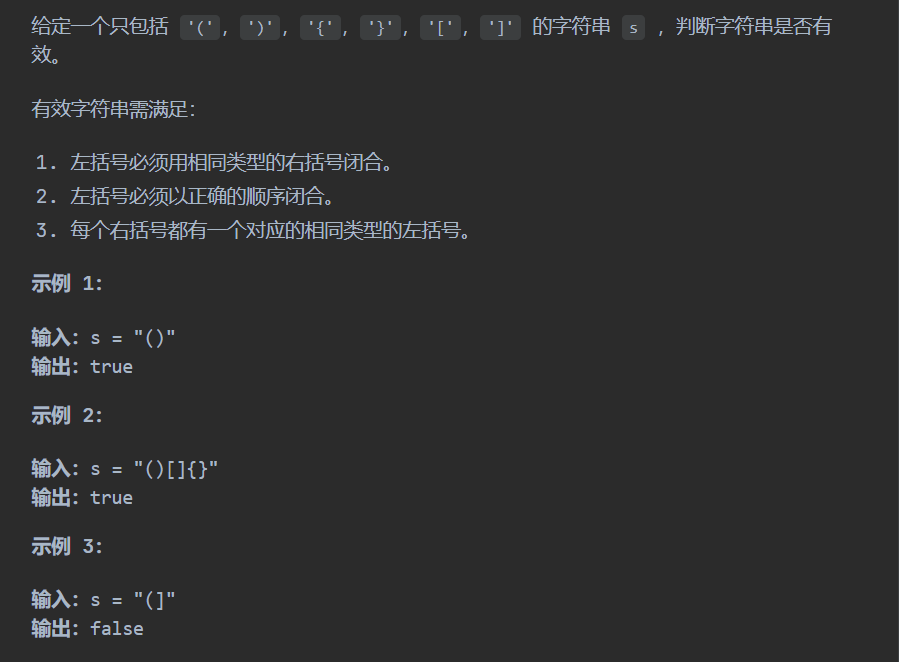 给定一个只包括 '(', ')', '{', '}', '[', ']' 的字符串 s ，判断字符串是否有
效。
有效字符串需满足：
1. 左括号必须用相同类型的右括号闭合。
2. 左括号必须以正确的顺序闭合。
3. 每个右括号都有一个对应的相同类型的左括号。
示例 1：
输入：s = "()"
输出：true
示例 2：
输入：s = "()[]{}"
输出：true
示例 3：
输入：s = "(]"
输出：false